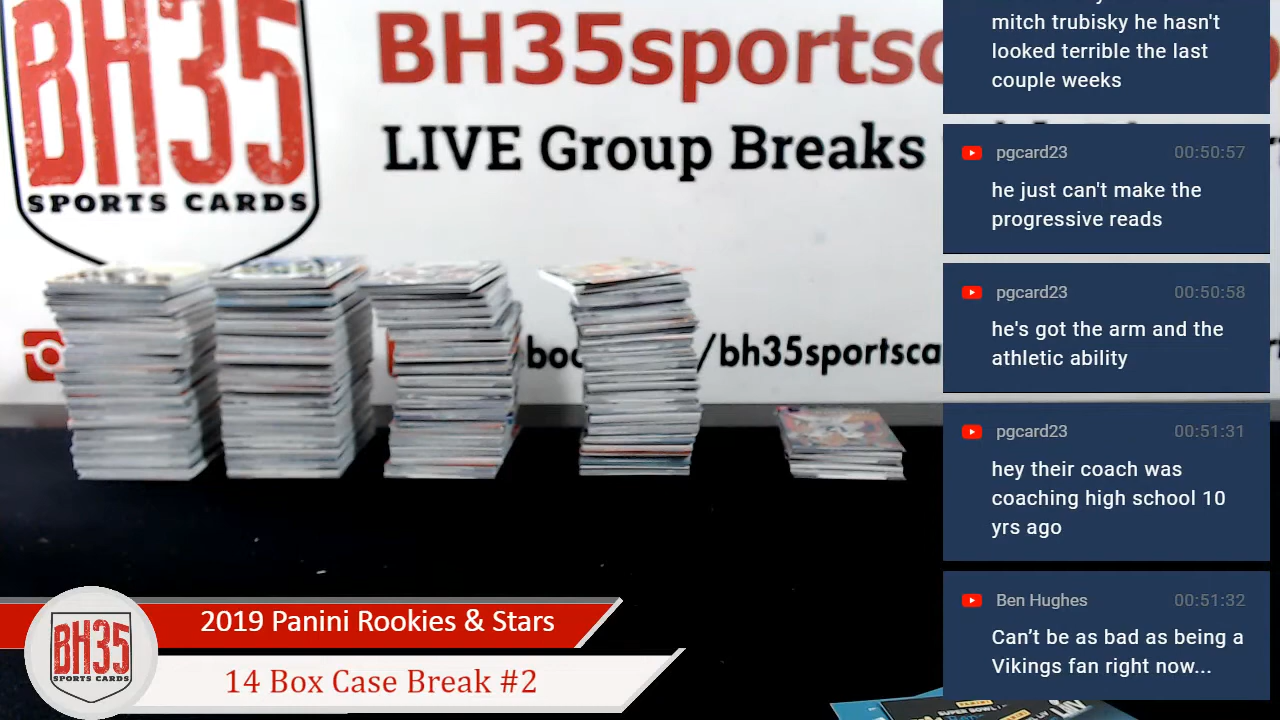 BH35
SPORTS CARDS
BH35sportsc
LIVE Group Breaks
/bh35sportsca
mitch trubisky he hasn't
looked terrible the last
couple weeks
pgcard23 00:50:57
he just can't make the
progressive reads
pgcard23 00:50:58
he's got the arm and the
athletic ability
pgcard23 00:51:31
hey their coach was
coaching high school 10
yrs ago
Ben Hughes 00:51:32
Can't be as bad as being a
Vikings fan right now...
BH35
SPORTS CARDS
2019 Panini Rookies & Stars
14 Box Case Break #2
PANINI
SUPER BOWL
LIV